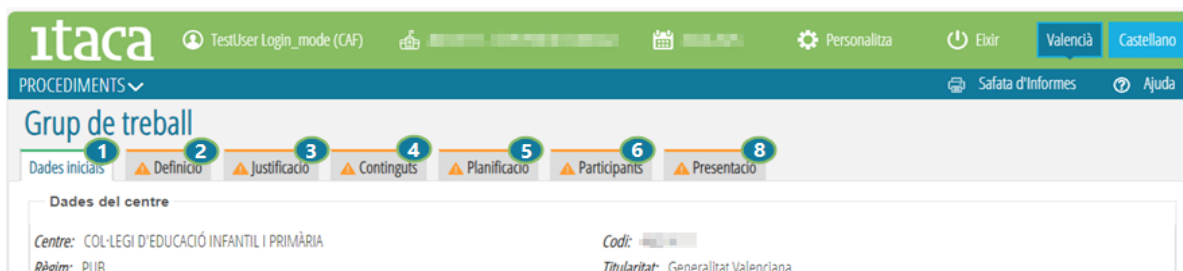 ıtaca TestUser Login_mode (CAF) Personalitza Eixir Valencià Castellano
PROCEDIMENTS Safata d'Informes Ajuda
Grup de treball
1 2 3 4 5 6 8
Dades inicials Definició Justificació Continguts Planificació Participants Presentació
Dades del centre
Centre: COL·LEGI D'EDUCACIÓ INFANTIL I PRIMÀRIA Codi:
Règim: PUB Titularitat: Generalitat Valenciana